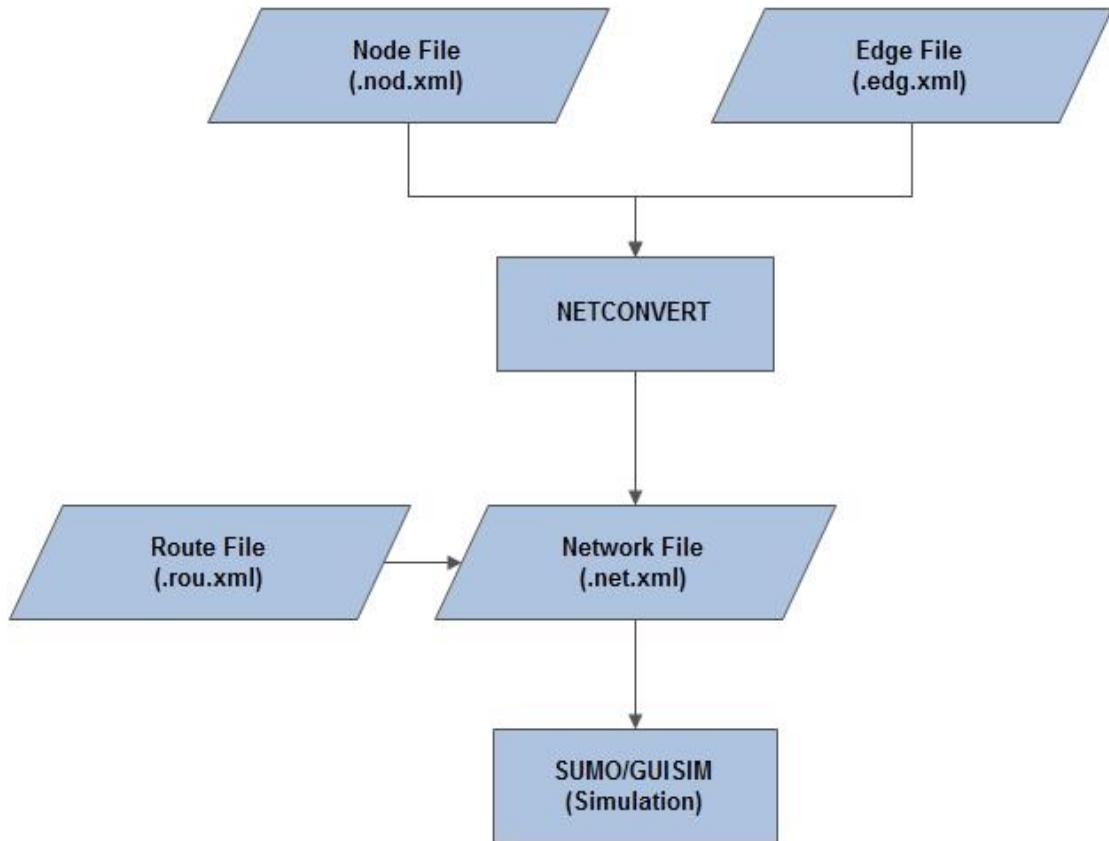 Node File
(.nod.xml)
Edge File
(.edg.xml)
NETCONVERT
Route File
(.rou.xml)
Network File
(.net.xml)
SUMO/GUISIM
(Simulation)